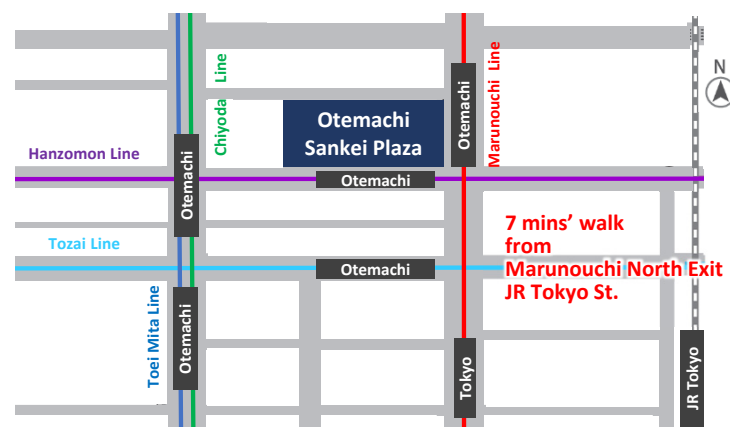 N
Chiyoda Line
Marunouchi Line
Otemachi
Otemachi
Sankei Plaza
Hanzomon Line
Otemachi
Otemachi
Tozai Line
Otemachi
7 mins’ walk
from
Marunouchi North Exit
JR Tokyo St.
Toei Mita Line
Otemachi
Tokyo
JR Tokyo